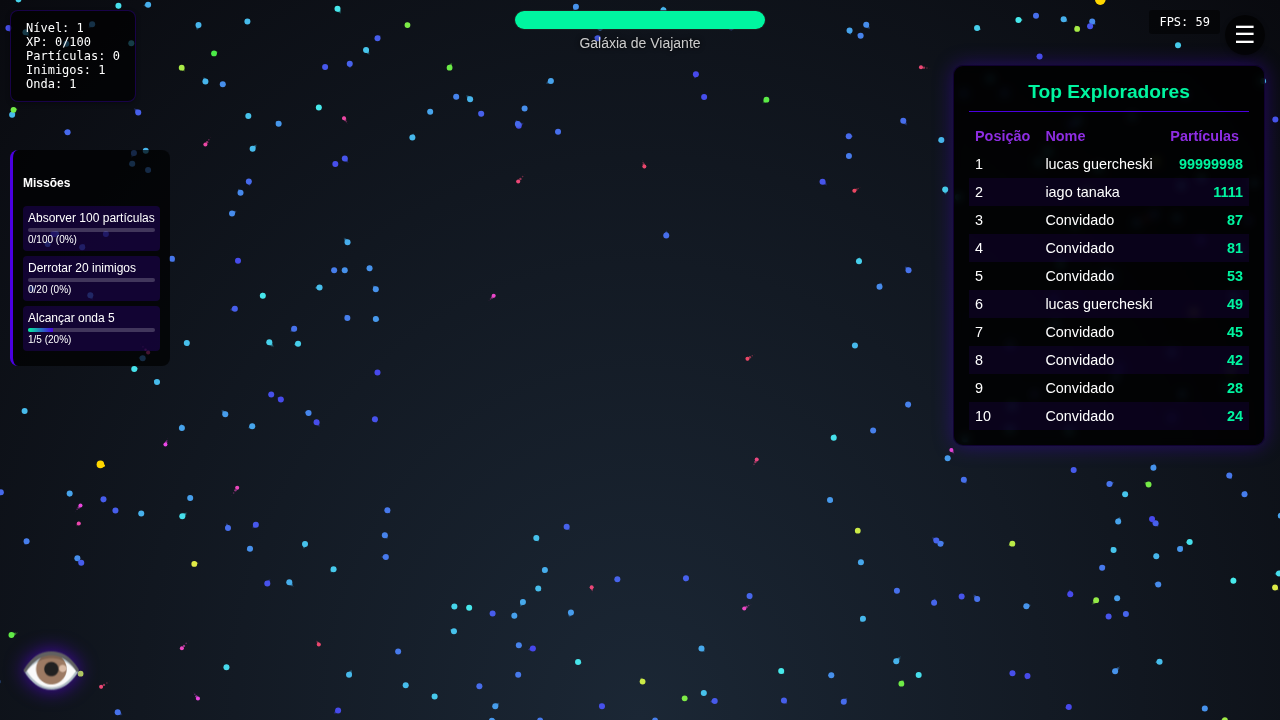 Nível: 1
XP: 0/100
Partículas: 0
Inimigos: 1
Onda: 1
Galáxia de Viajante
FPS: 59
☰
Missões
Absorver 100 partículas
0/100 (0%)
Derrotar 20 inimigos
0/20 (0%)
Alcançar onda 5
1/5 (20%)
Top Exploradores
Posição Nome Partículas
1 lucas guercheski 99999998
2 iago tanaka 1111
3 Convidado 87
4 Convidado 81
5 Convidado 53
6 lucas guercheski 49
7 Convidado 45
8 Convidado 42
9 Convidado 28
10 Convidado 24